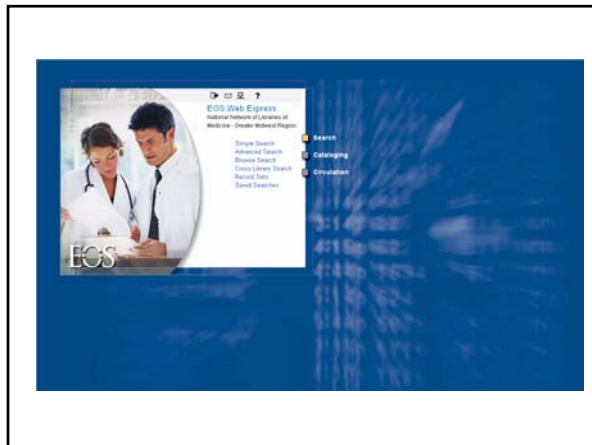 ?
EOS.Web Express
National Network of Libraries of
Medicine - Greater Midwest Region
Simple Search
Advanced Search
Browse Search
Cross-Library Search
Record Sets
Saved Searches
Search
Cataloging
Circulation
EOS